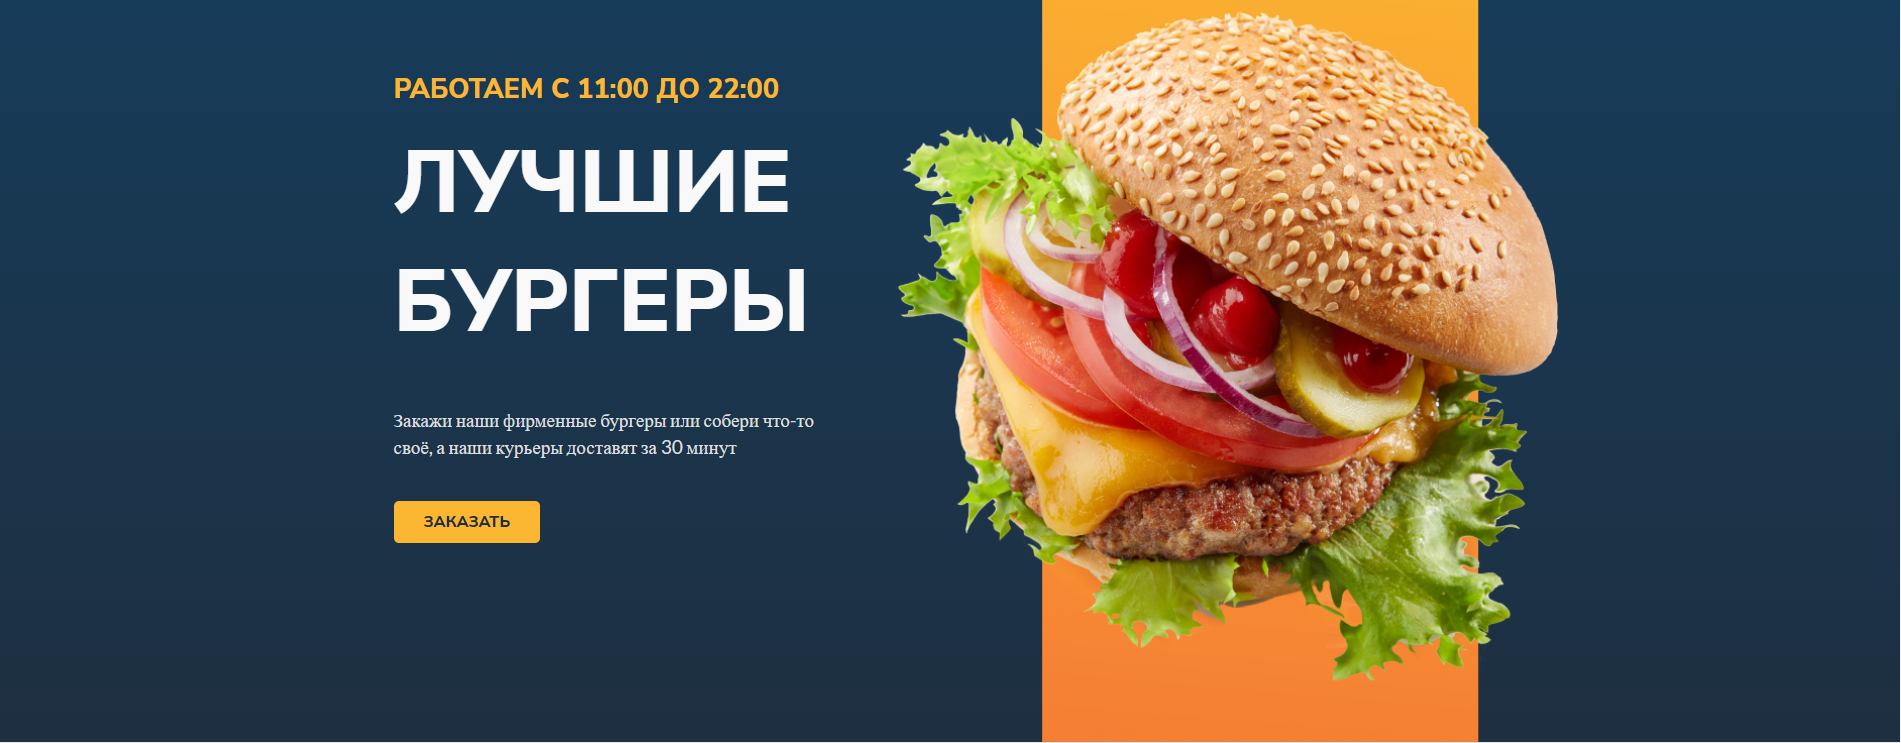 РАБОТАЕМ С 11:00 ДО 22:00
ЛУЧШИЕ
БУРГЕРЫ
Закажи наши фирменные бургеры или собери что-то
своё, а наши курьеры доставят за 30 минут
ЗАКАЗАТЬ